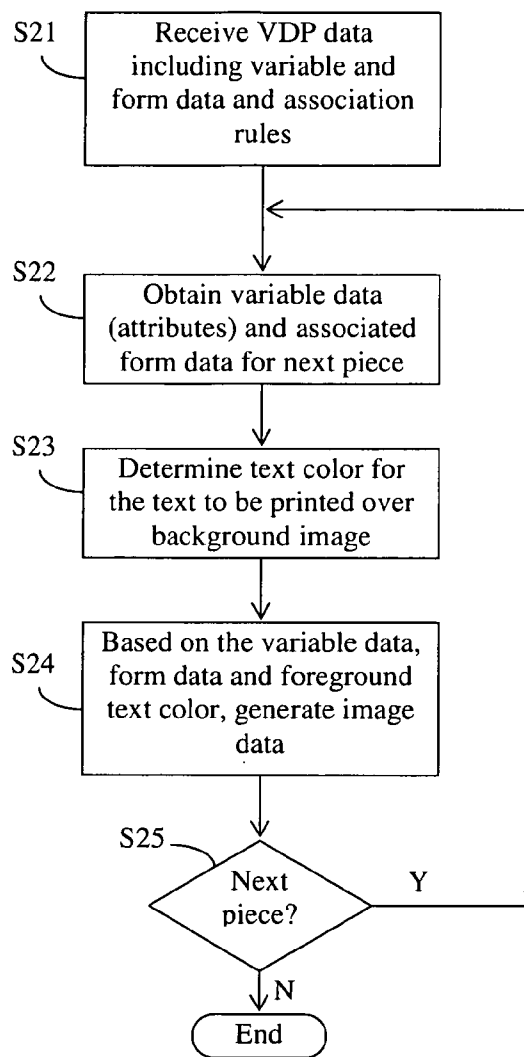 S21
Receive VDP data
including variable and
form data and association
rules
S22
Obtain variable data
(attributes) and associated
form data for next piece
S23
Determine text color for
the text to be printed over
background image
S24
Based on the variable data,
form data and foreground
text color, generate image
data
S25
Next
piece?
Y
N
End